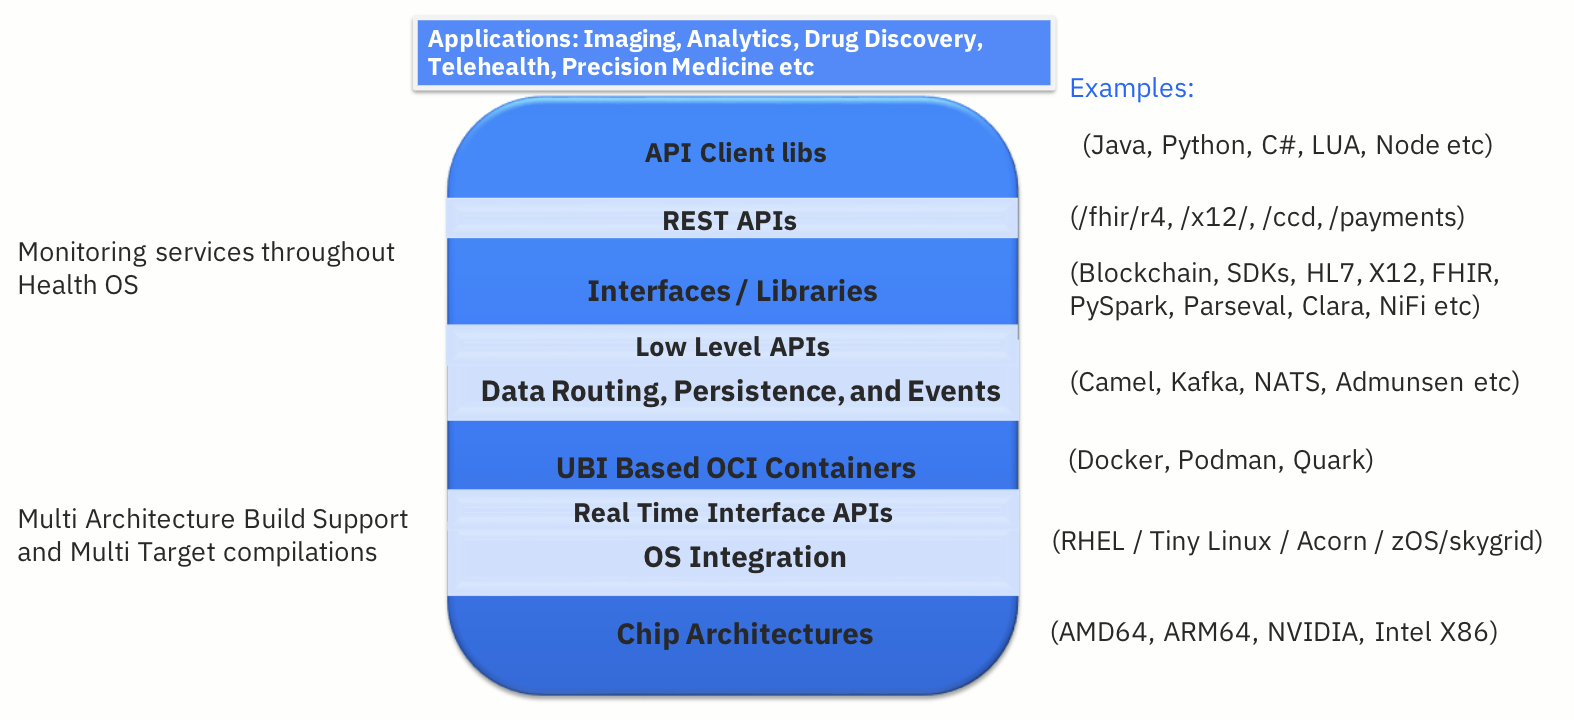 Applications: Imaging, Analytics, Drug Discovery,
Telehealth, Precision Medicine etc
Examples:
API Client libs
(Java, Python, C#, LUA, Node etc)
REST APIs
(/fhir/r4, /x12/, /ccd, /payments)
Monitoring services throughout
Health OS
Interfaces / Libraries
(Blockchain, SDKs, HL7, X12, FHIR,
PySpark, Parseval, Clara, NiFi etc)
Low Level APIs
Data Routing, Persistence, and Events
(Camel, Kafka, NATS, Admunsen etc)
UBI Based OCI Containers
(Docker, Podman, Quark)
Multi Architecture Build Support
and Multi Target compilations
Real Time Interface APIs
OS Integration
(RHEL / Tiny Linux / Acorn / zOS/skygrid)
Chip Architectures
(AMD64, ARM64, NVIDIA, Intel X86)